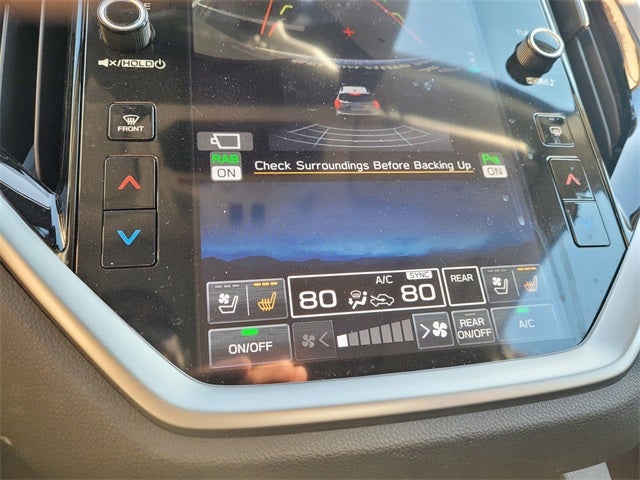 HOLD
FRONT
RAB
ON
Check Surroundings Before Backing Up.
ON
80
A/C
SYNC
80
REAR
ON/OFF
REAR
ON/OFF
A/C